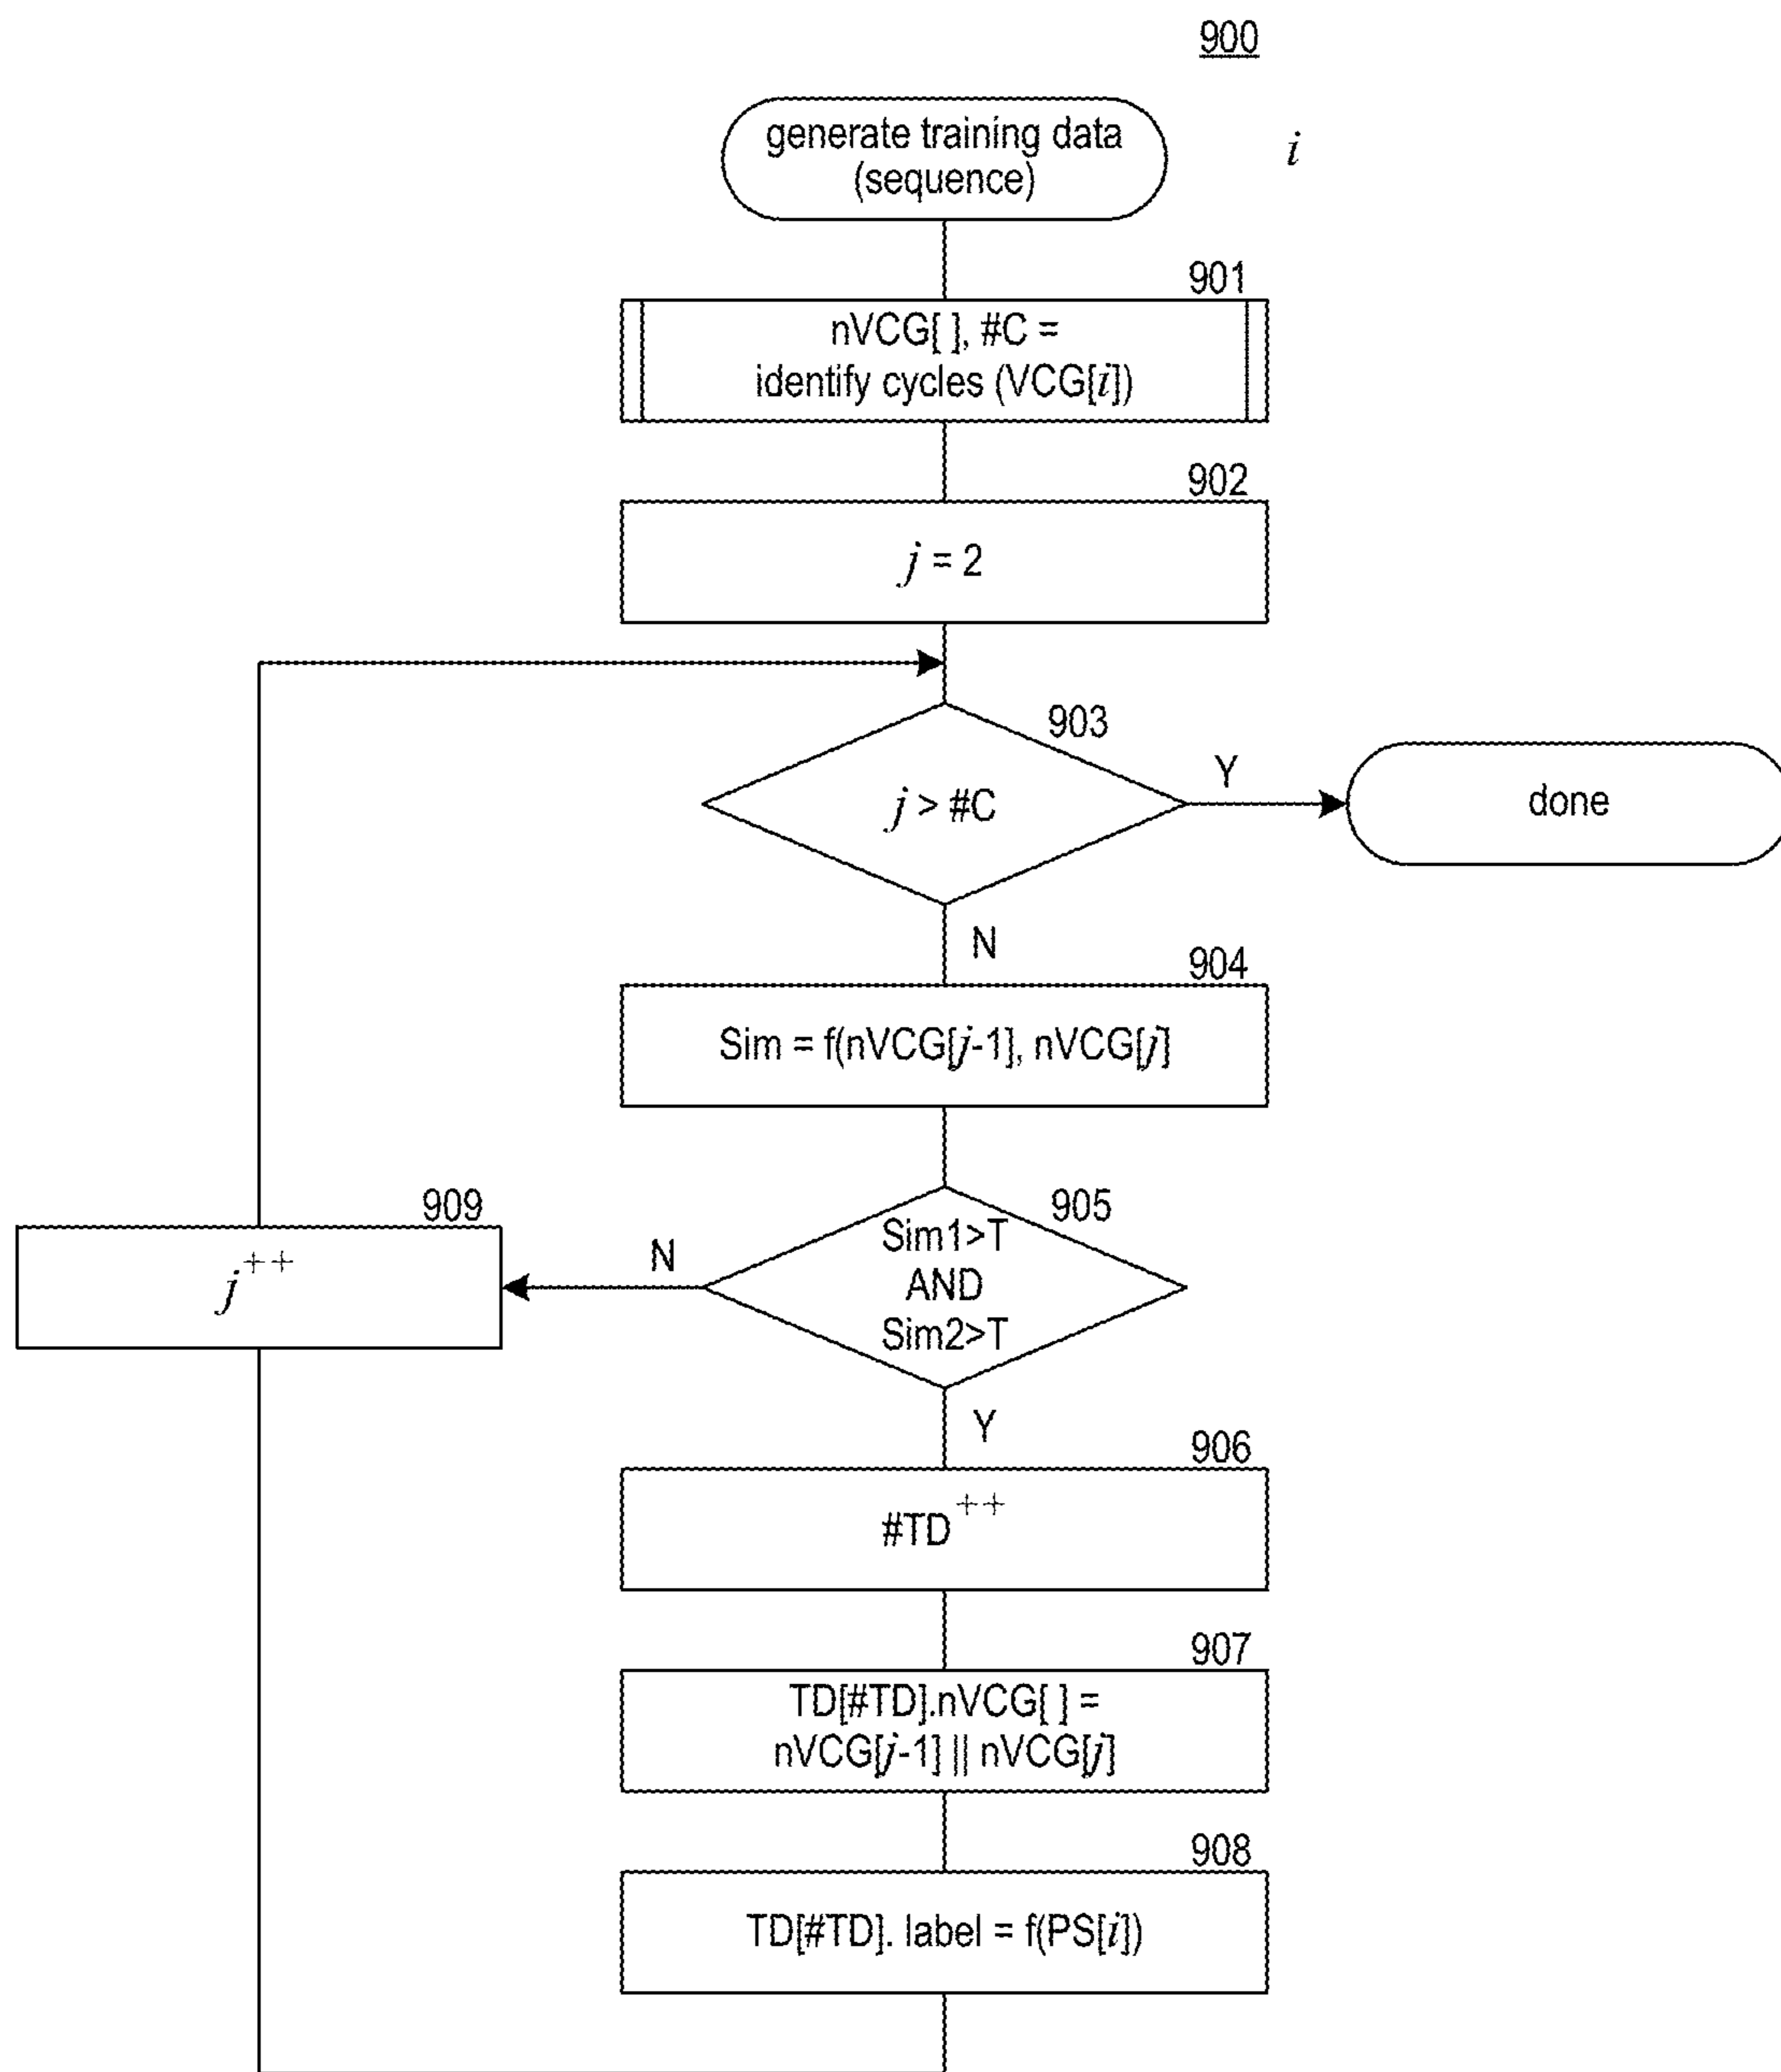 900
generate training data
(sequence)
i
901
nVCG[ ], #C =
identify cycles (VCG[i])
902
j = 2
903
j > #C
Y
done
N
904
Sim = f(nVCG[j-1], nVCG[j]
905
Sim1>T
AND
Sim2>T
N
909
j++
Y
906
#TD++
907
TD[#TD].nVCG[ ] =
nVCG[j-1] || nVCG[j]
908
TD[#TD]. label = f(PS[i])